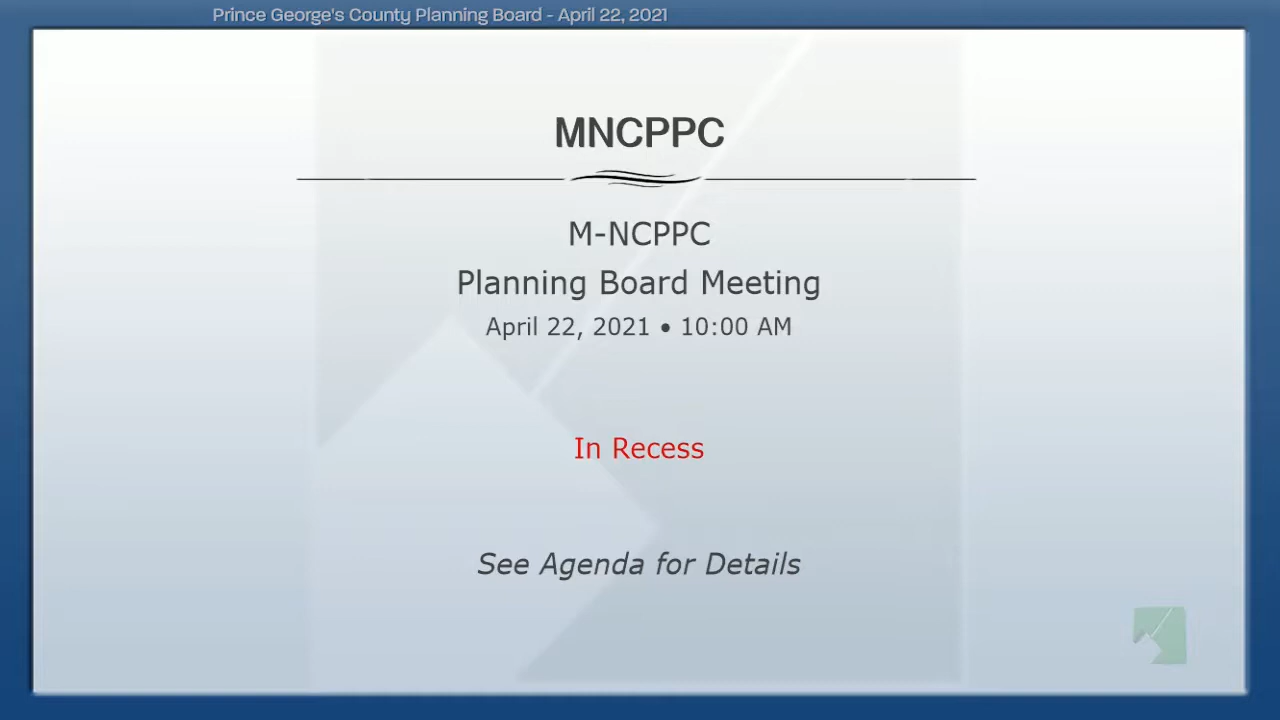 Prince George's County Planning Board - April 22, 2021
MNCPPC
M-NCPPC
Planning Board Meeting
April 22, 2021 • 10:00 AM
In Recess
See Agenda for Details